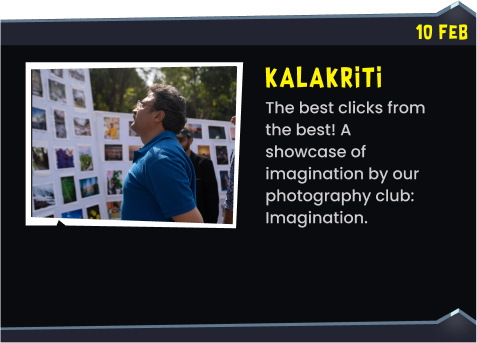 10 FEB
KALAKRiTi
The best clicks from
the best! A
showcase of
imagination by our
photography club:
Imagination.